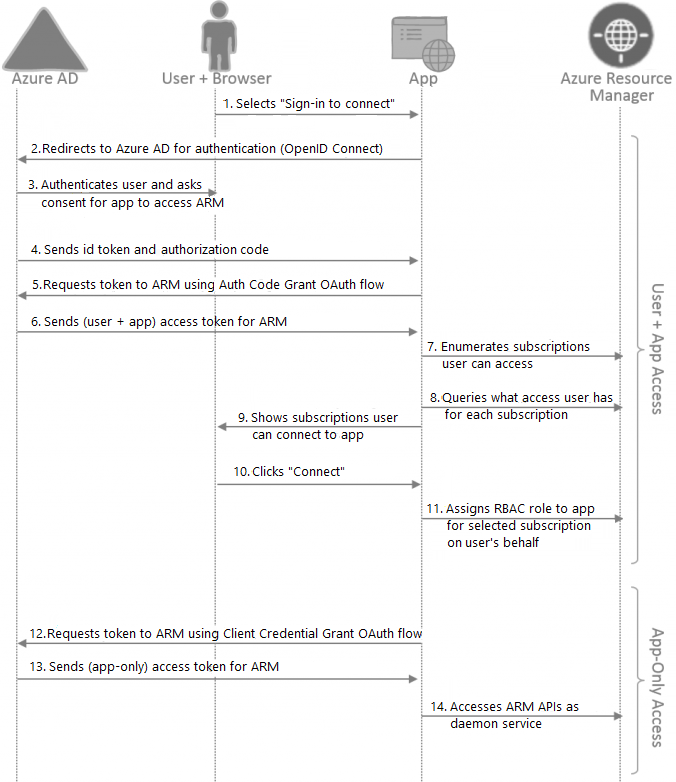 Azure AD
User + Browser
App
Azure Resource
Manager
1. Selects "Sign-in to connect"
2.Redirects to Azure AD for authentication (OpenID Connect)
3. Authenticates user and asks
consent for app to access ARM
4. Sends id token and authorization code
5.Requests token to ARM using Auth Code Grant OAuth flow
6. Sends (user + app) access token for ARM
7. Enumerates subscriptions
user can access
8. Queries what access user has
for each subscription
9. Shows subscriptions user
can connect to app
10. Clicks "Connect"
11. Assigns RBAC role to app
for selected subscription
on user's behalf
User + App Access
12.Requests token to ARM using Client Credential Grant OAuth flow
13. Sends (app-only) access token for ARM
14. Accesses ARM APIs as
daemon service
App-Only Access